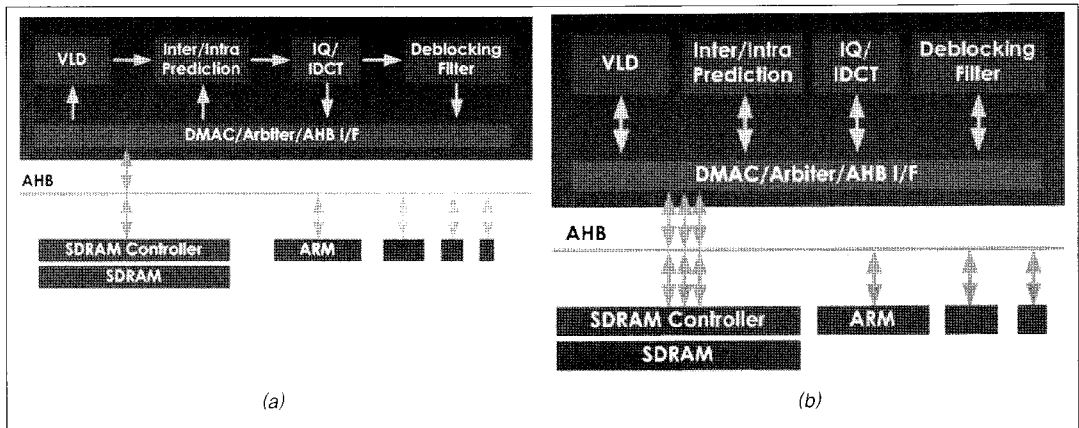 VLD
Inter/Intra
Prediction
IQ/
IDCT
Deblocking
Filter
DMAC/Arbiter/AHB I/F
AHB
SDRAM Controller
ARM
SDRAM
(a)
VLD
Inter/Intra
Prediction
IQ/
IDCT
Deblocking
Filter
DMAC/Arbiter/AHB I/F
AHB
SDRAM Controller
ARM
SDRAM
(b)